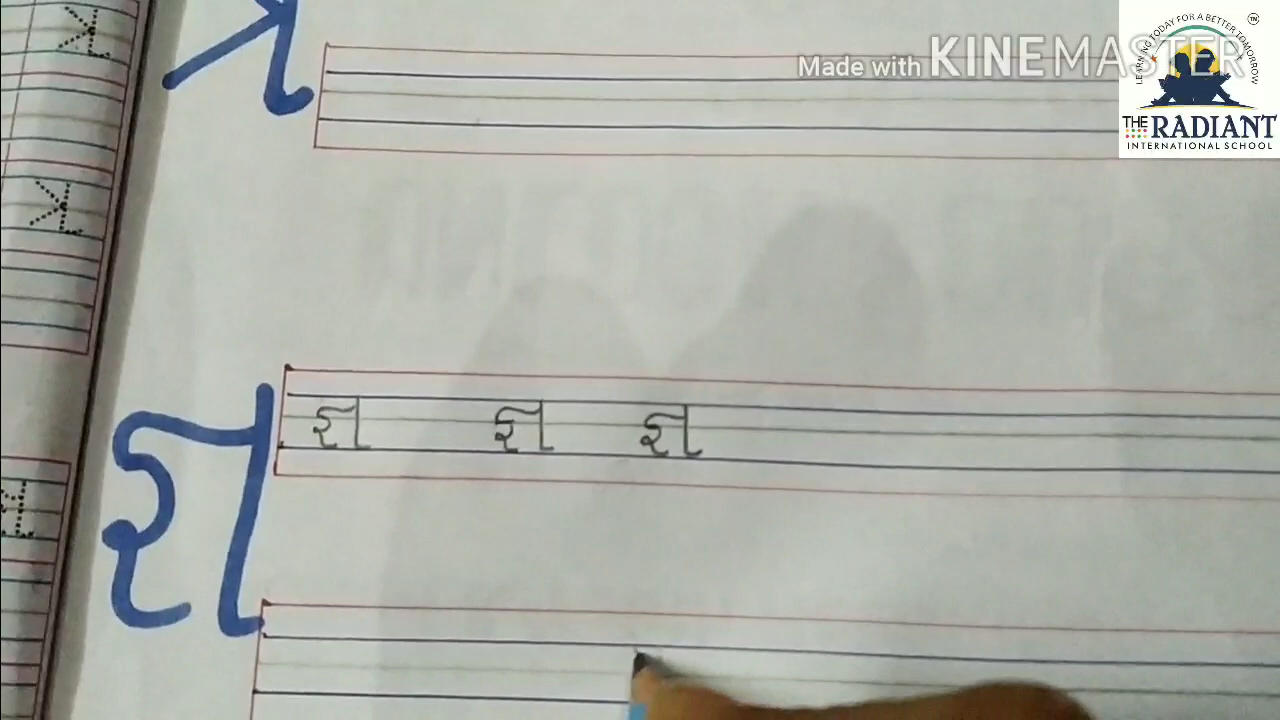 Made with KINEMASTER
LEARNING TODAY FOR A BETTER TOMORROW
THE RADIANT
INTERNATIONAL SCHOOL
જ્ઞ જ્ઞ જ્ઞ જ્ઞ